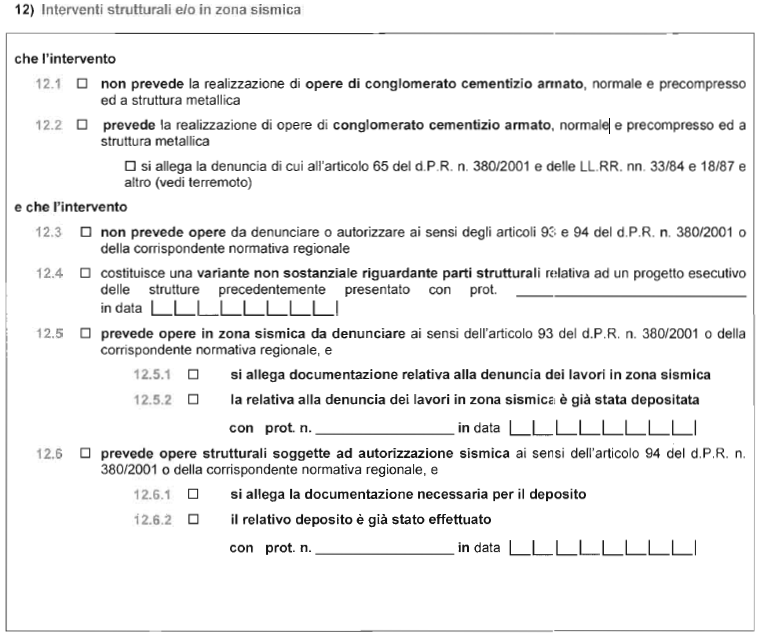 12) Interventi strutturali e/o in zona sismica
che l'intervento
12.1 ☐ non prevede la realizzazione di opere di conglomerato cementizio armato, normale e precompresso
ed a struttura metallica
12.2 ☐ prevede la realizzazione di opere di conglomerato cementizio armato, normale e precompresso ed a
struttura metallica
☐ si allega la denuncia di cui all'articolo 65 del d.P.R. n. 380/2001 e delle LL.RR. nn. 33/84 e 18/87 e
altro (vedi terremoto)
e che l'intervento
12.3 ☐ non prevede opere da denunciare o autorizzare ai sensi degli articoli 93 e 94 del d.P.R. n. 380/2001 o
della corrispondente normativa regionale
12.4 ☐ costituisce una variante non sostanziale riguardante parti strutturali relativa ad un progetto esecutivo
delle strutture precedentemente presentato con prot. ____________________
in data |__|__|__|__|__|__|__|__|
12.5 ☐ prevede opere in zona sismica da denunciare ai sensi dell'articolo 93 del d.P.R. n. 380/2001 o della
corrispondente normativa regionale, e
12.5.1 ☐ si allega documentazione relativa alla denuncia dei lavori in zona sismica
12.5.2 ☐ la relativa alla denuncia dei lavori in zona sismica è già stata depositata
con prot. n. ____________________ in data |__|__|__|__|__|__|__|__|
12.6 ☐ prevede opere strutturali soggette ad autorizzazione sismica ai sensi dell'articolo 94 del d.P.R. n.
380/2001 o della corrispondente normativa regionale, e
12.6.1 ☐ si allega la documentazione necessaria per il deposito
12.6.2 ☐ il relativo deposito è già stato effettuato
con prot. n. ____________________ in data |__|__|__|__|__|__|__|__|